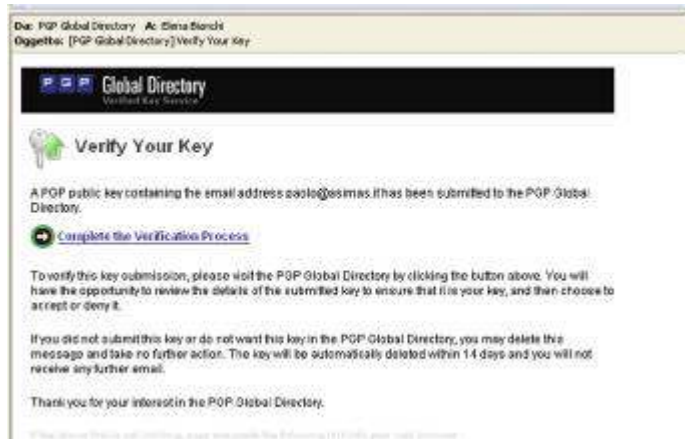 Da: PGP Global Directory A: Elena Bianchi
Oggetto: [PGP Global Directory] Verify Your Key
PGP Global Directory
Verified Key Service
Verify Your Key
A PGP public key containing the email address paolo@asimas.it has been submitted to the PGP Global
Directory.
Complete the Verification Process
To verify this key submission, please visit the PGP Global Directory by clicking the button above. You will
have the opportunity to review the details of the submitted key to ensure that it is your key, and then choose to
accept or deny it.
If you did not submit this key or do not want this key in the PGP Global Directory, you may delete this
message and take no further action. The key will be automatically deleted within 14 days and you will not
receive any further email.
Thank you for your interest in the PGP Global Directory.